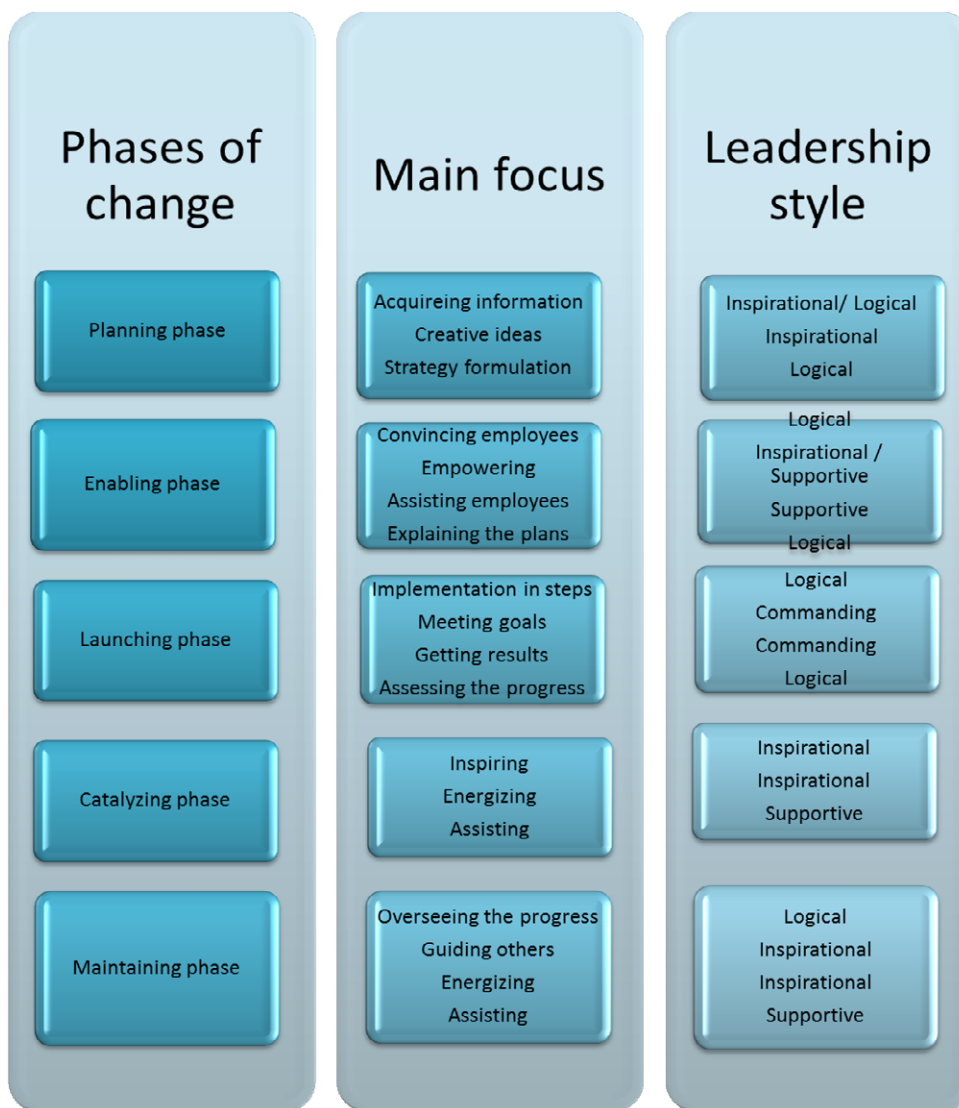 Phases of
change
Planning phase
Enabling phase
Launching phase
Catalyzing phase
Maintaining phase
Main focus
Acquireing information
Creative ideas
Strategy formulation
Convincing employees
Empowering
Assisting employees
Explaining the plans
Implementation in steps
Meeting goals
Getting results
Assessing the progress
Inspiring
Energizing
Assisting
Overseeing the progress
Guiding others
Energizing
Assisting
Leadership
style
Inspirational/ Logical
Inspirational
Logical
Logical
Inspirational /
Supportive
Supportive
Logical
Logical
Commanding
Commanding
Logical
Inspirational
Inspirational
Supportive
Logical
Inspirational
Inspirational
Supportive